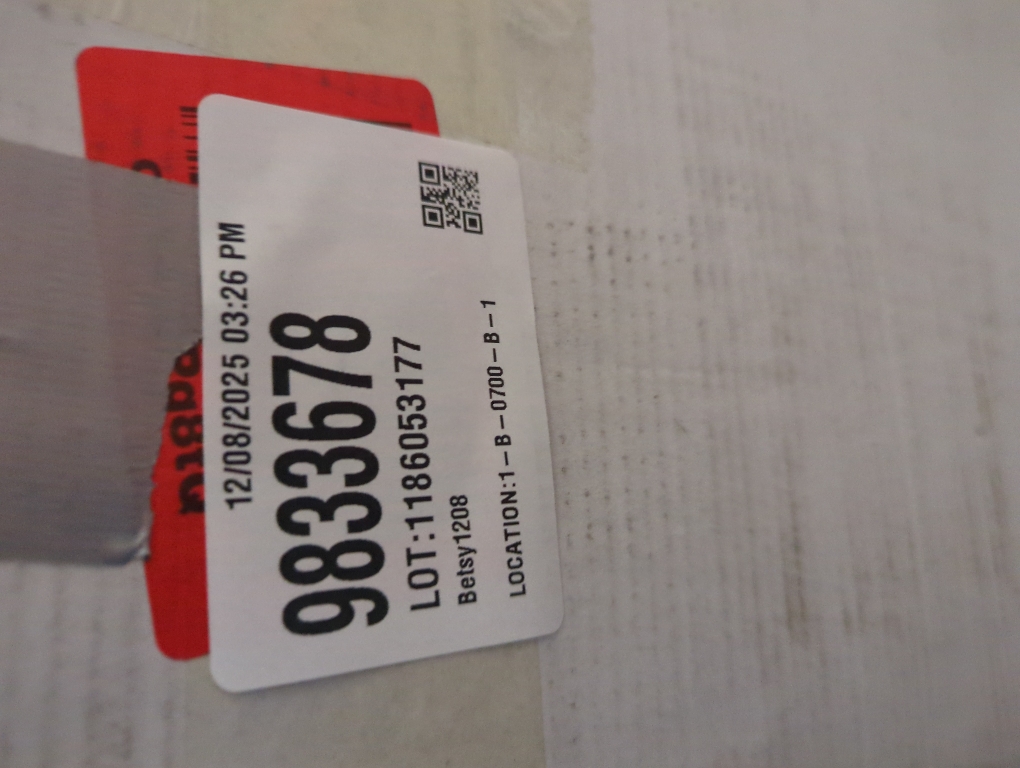 12/08/2025 03:26 PM
9833678
LOT:1186053177
Betsy1208
LOCATION:1-B-0700-B-1